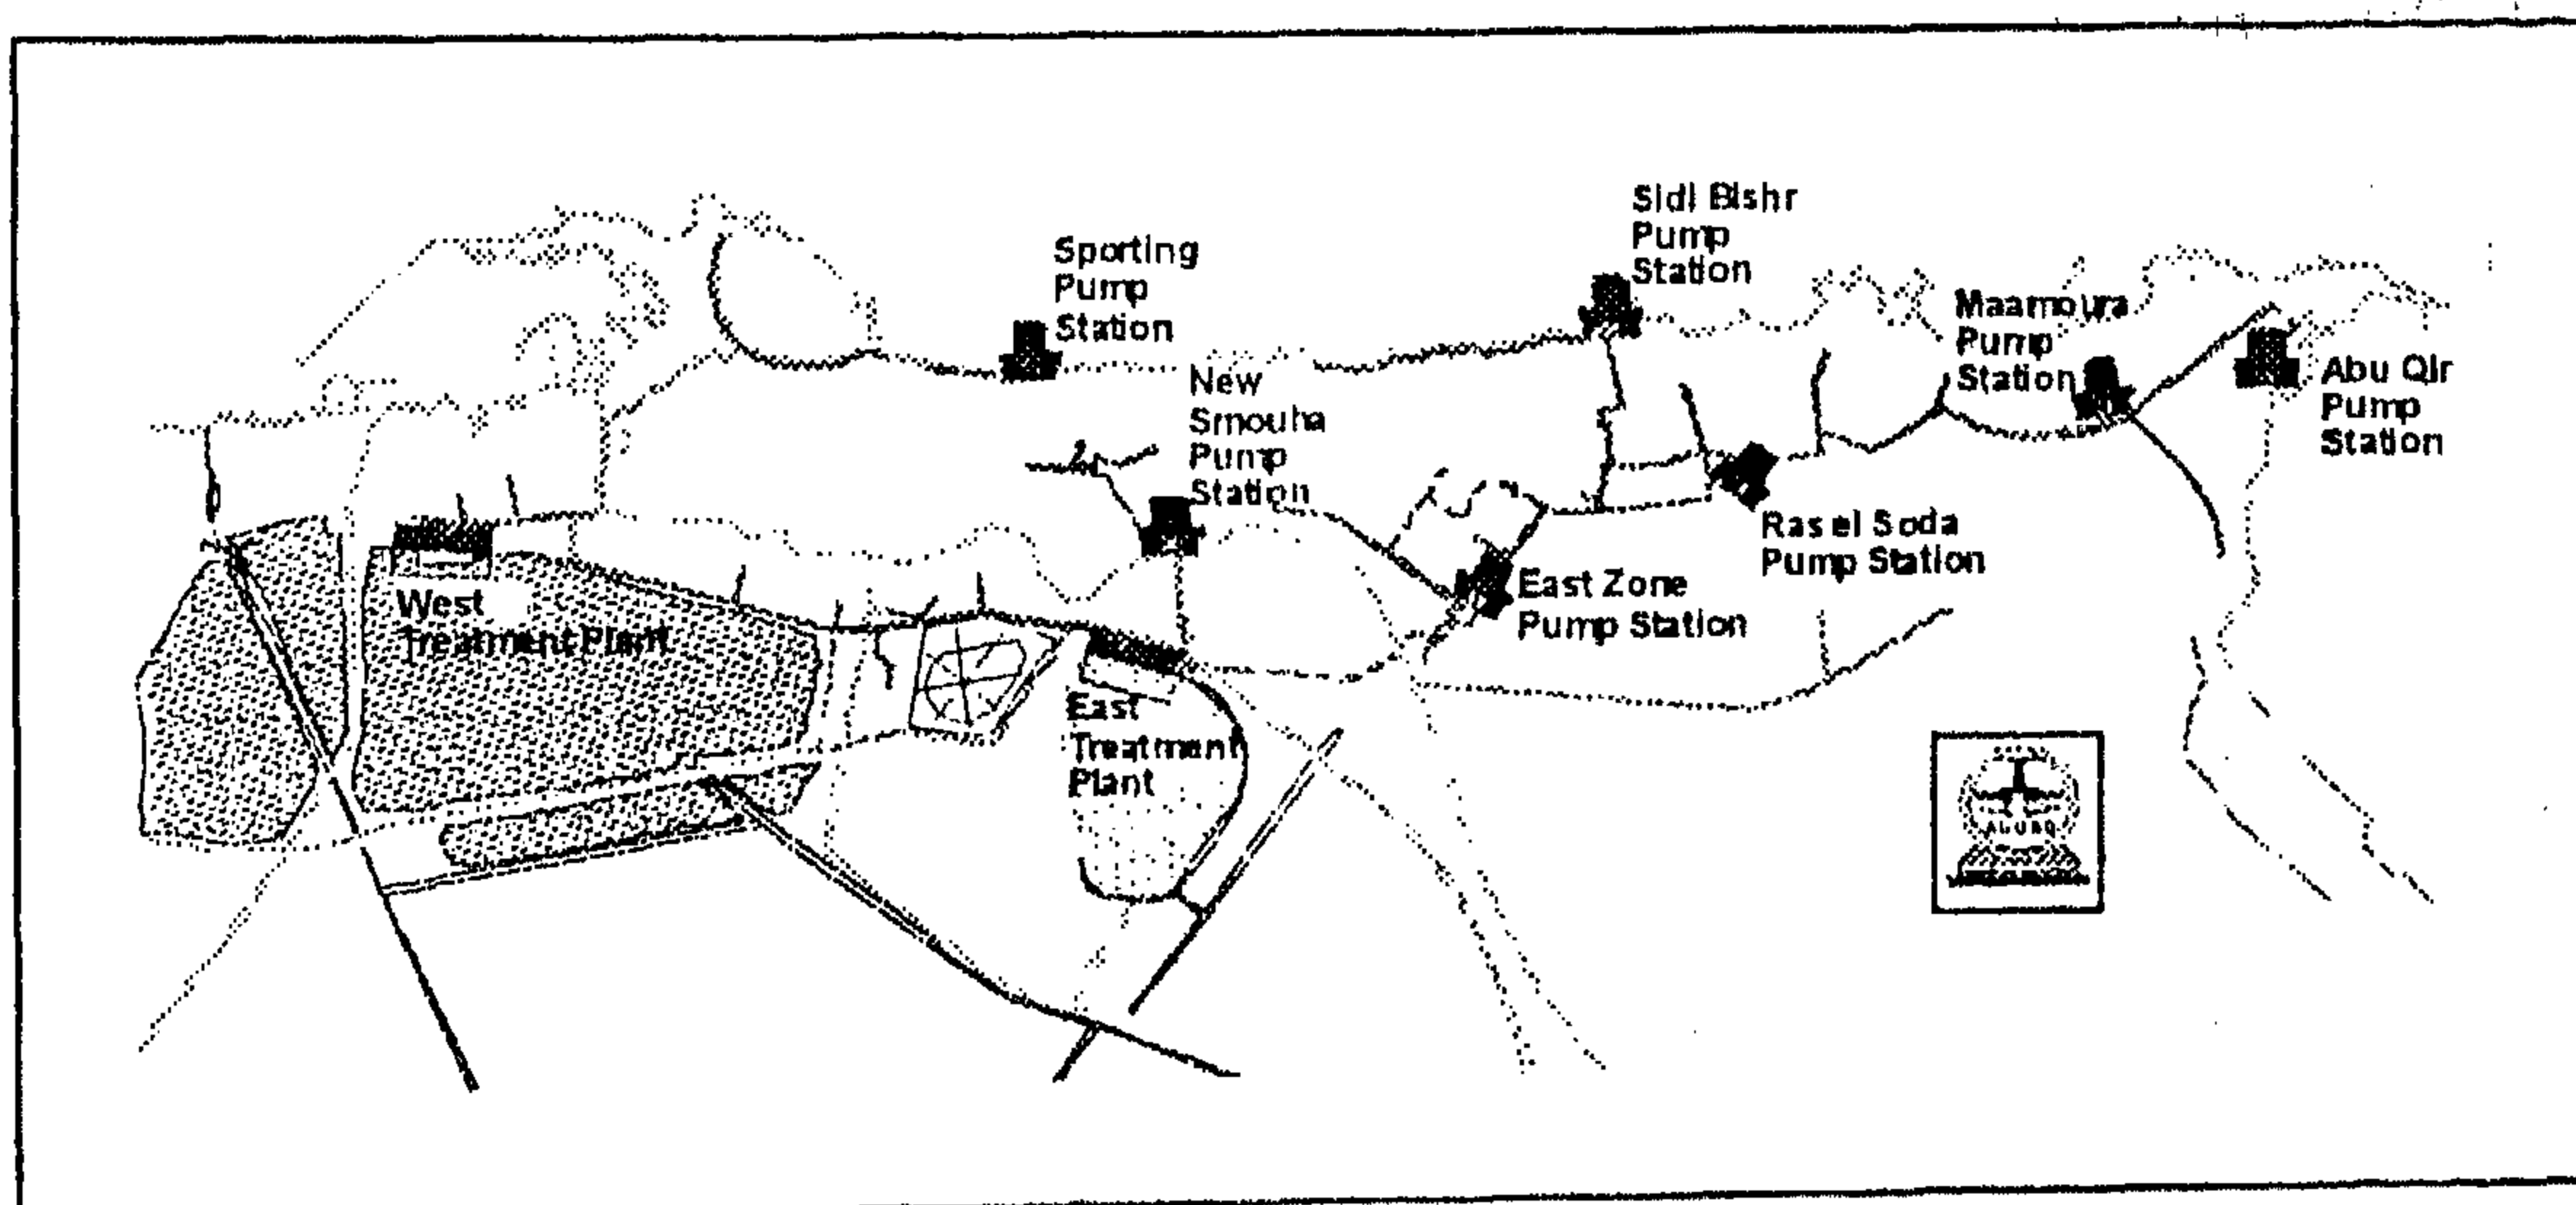 Sidi Bishr
Pump
Station
Sporting
Pump
Station
Maamoura
Pump
Station
Abu Qir
Pump
Station
New
Smouha
Pump
Station
Ras el Soda
Pump Station
East Zone
Pump Station
West
Treatment Plant
East
Treatment
Plant